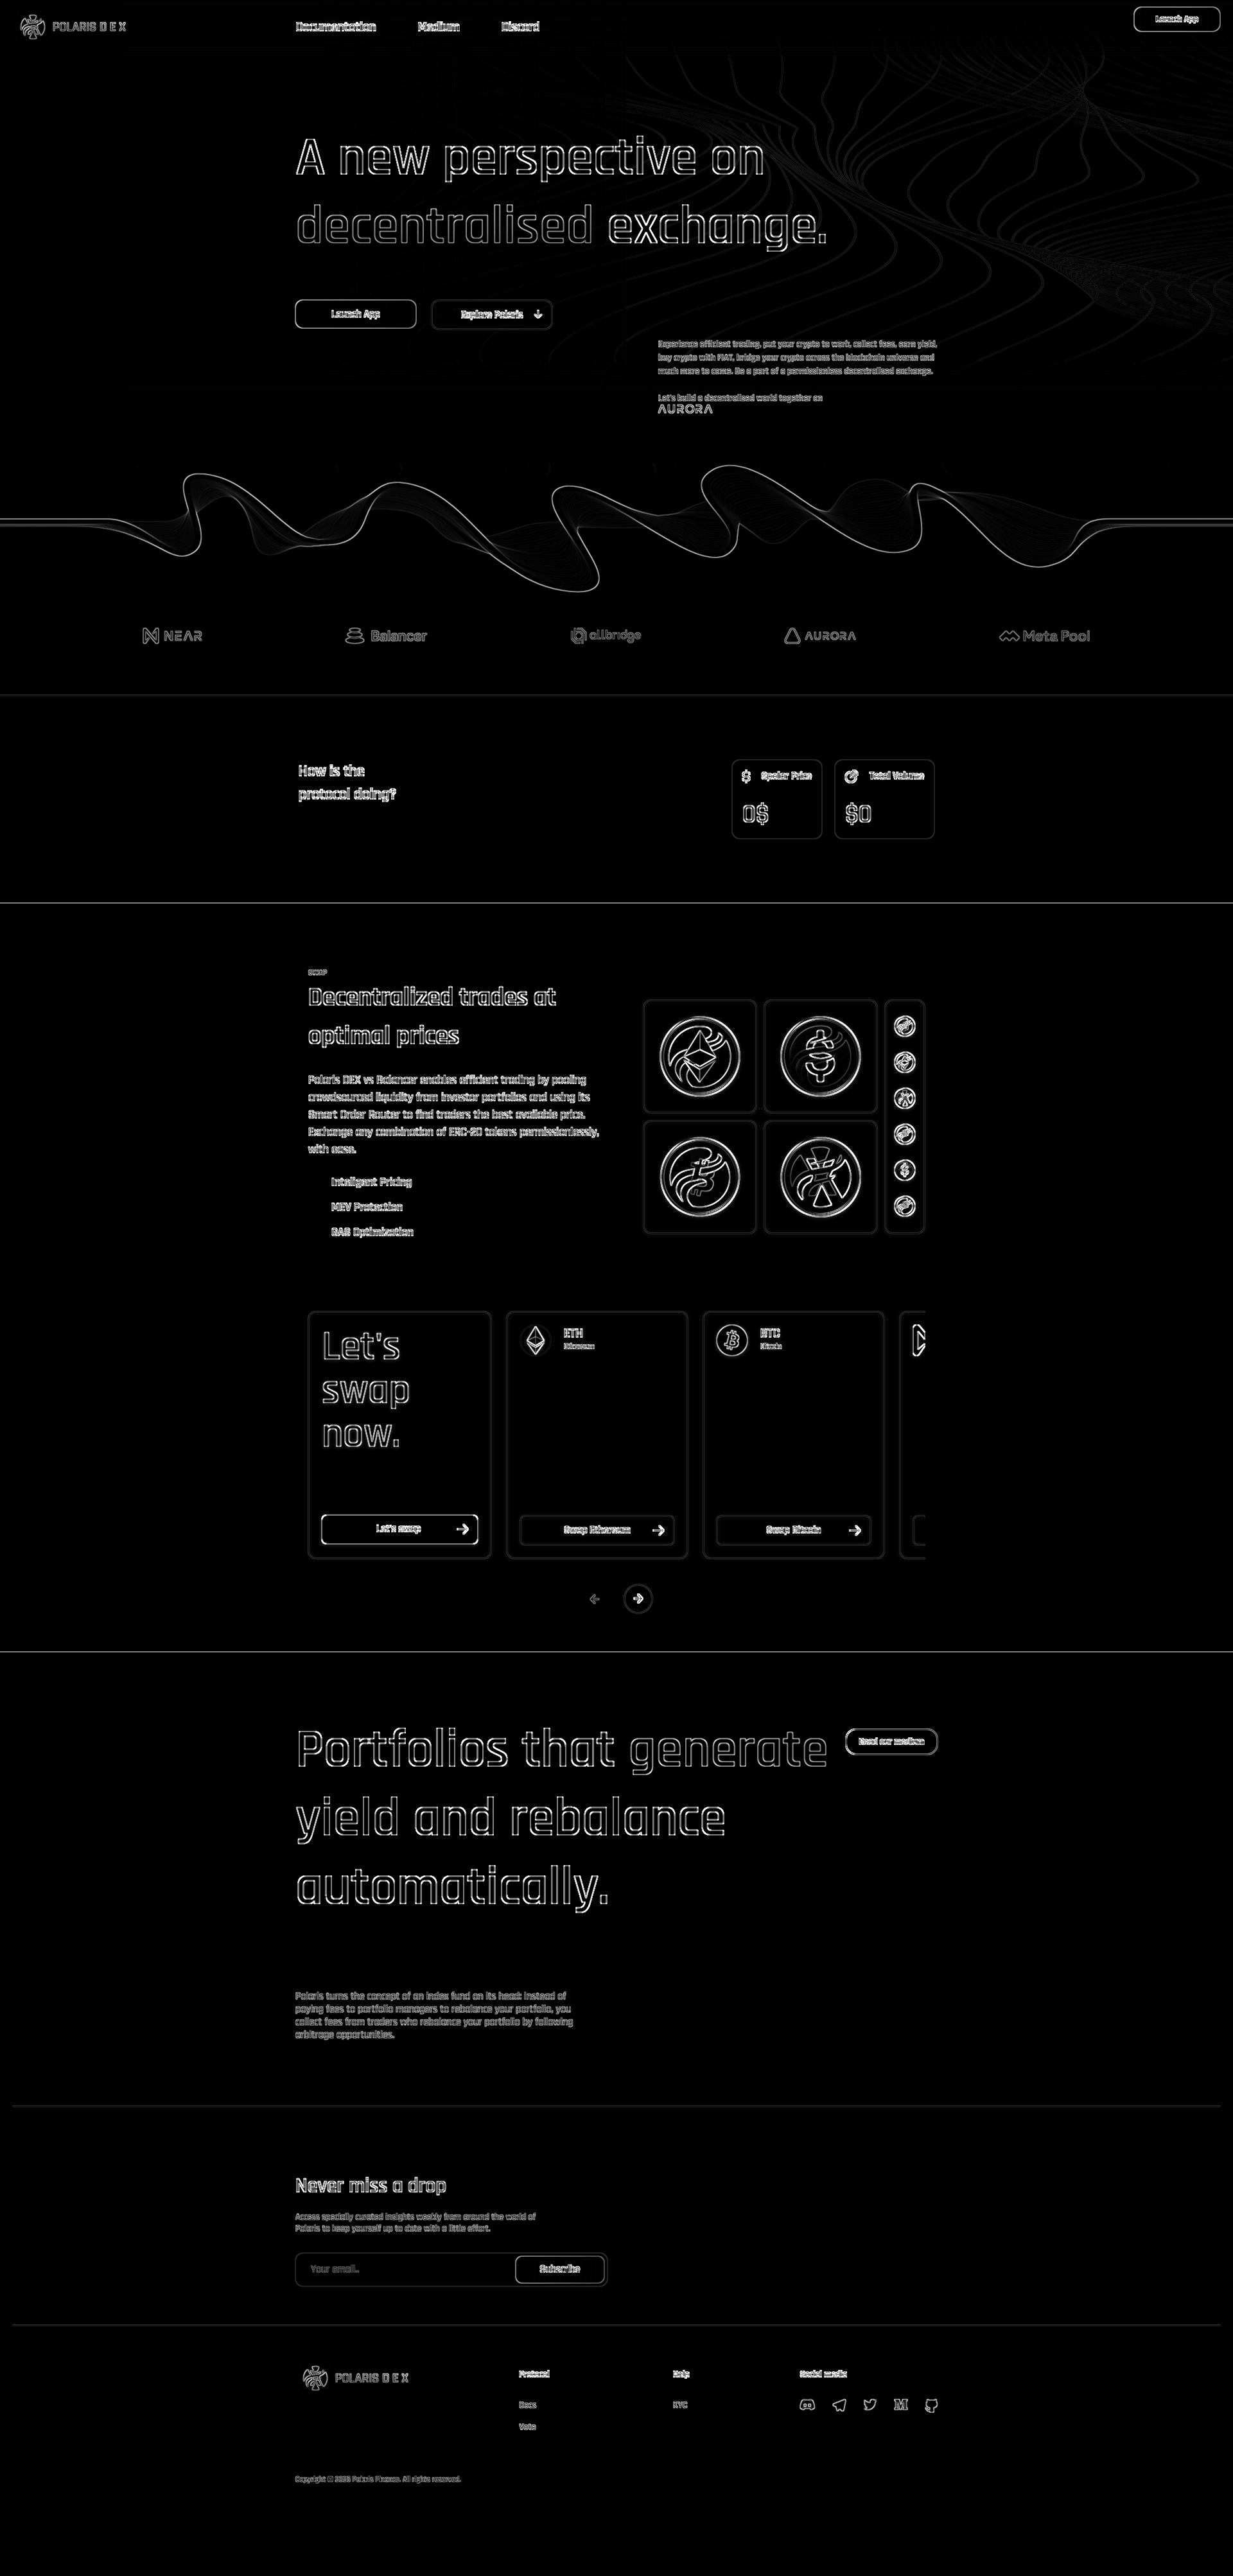 POLARIS DEX
Documentation
Medium
Discord
Launch App
A new perspective on
decentralised exchange.
Launch App
Explore Polaris
Experience efficient trading, put your crypto to work, collect fees, earn yield,
buy crypto with FIAT, bridge your crypto across the blockchain universe and
much more to come. Be a part of a permissionless decentralised exchange.
Let's build a decentralised world together on
AURORA
NEAR
Balancer
allbridge
AURORA
Meta Pool
How is the
protocol doing?
Spolar Price
0$
Total Volume
$0
SWAP
Decentralized trades at
optimal prices
Polaris DEX vs Balancer enables efficient trading by pooling
crowdsourced liquidity from investor portfolios and using its
Smart Order Router to find traders the best available price.
Exchange any combination of ERC-20 tokens permissionlessly,
with ease.
Inteligent Pricing
MEV Protection
GAS Optimization
Let's
swap
now.
Let's swap
ETH
Ethereum
Swap Ethereum
BTC
Bitcoin
Swap Bitcoin
Portfolios that generate
yield and rebalance
automatically.
Read our medium
Polaris turns the concept of an index fund on its head: instead of
paying fees to portfolio managers to rebalance your portfolio, you
collect fees from traders who rebalance your portfolio by following
arbitrage opportunities.
Never miss a drop
Access specially curated insights weekly from around the world of
Polaris to keep yourself up to date with a little effort.
Your email..
Subscribe
POLARIS DEX
Protocol
Docs
Vote
Help
KYC
Social media
Copyright © Polaris Finance. All rights reserved.